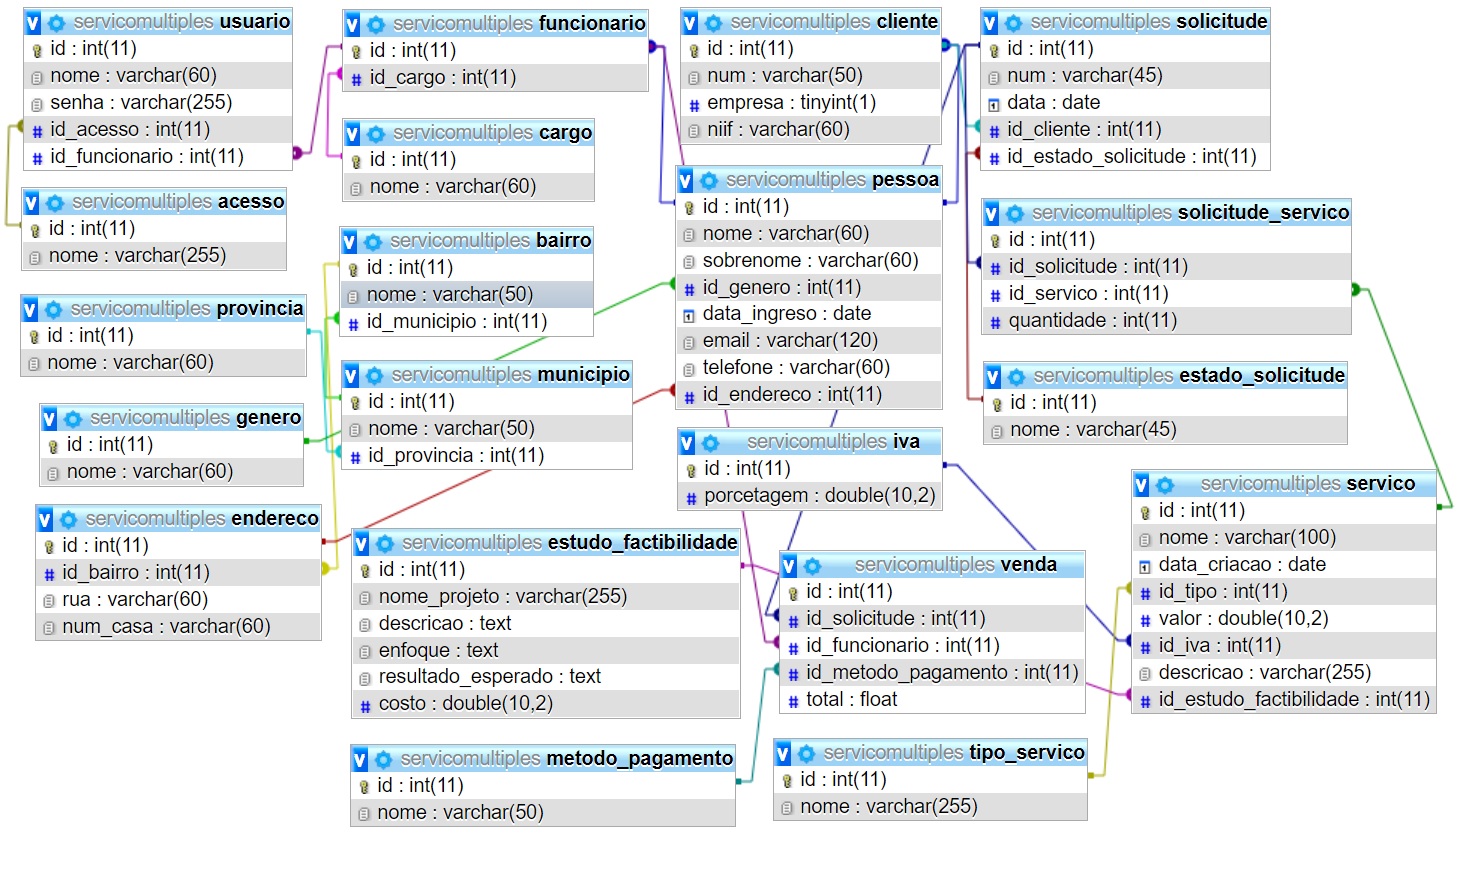 servicomultiples usuario
id : int(11)
nome : varchar(60)
senha : varchar(255)
id_acesso : int(11)
id_funcionario : int(11)
servicomultiples funcionario
id : int(11)
id_cargo : int(11)
servicomultiples cliente
id : int(11)
num : varchar(50)
empresa : tinyint(1)
niif : varchar(60)
servicomultiples solicitude
id : int(11)
num : varchar(45)
data : date
id_cliente : int(11)
id_estado_solicitude : int(11)
servicomultiples cargo
id : int(11)
nome : varchar(60)
servicomultiples pessoa
id : int(11)
nome : varchar(60)
sobrenome : varchar(60)
id_genero : int(11)
data_ingreso : date
email : varchar(120)
telefone : varchar(60)
id_endereco : int(11)
servicomultiples acesso
id : int(11)
nome : varchar(255)
servicomultiples solicitude_servico
id : int(11)
id_solicitude : int(11)
id_servico : int(11)
quantidade : int(11)
servicomultiples bairro
id : int(11)
nome : varchar(50)
id_municipio : int(11)
servicomultiples provincia
id : int(11)
nome : varchar(60)
servicomultiples municipio
id : int(11)
nome : varchar(50)
id_provincia : int(11)
servicomultiples estado_solicitude
id : int(11)
nome : varchar(45)
servicomultiples genero
id : int(11)
nome : varchar(60)
servicomultiples iva
id : int(11)
porcetagem : double(10,2)
servicomultiples servico
id : int(11)
nome : varchar(100)
data_criacao : date
id_tipo : int(11)
valor : double(10,2)
id_iva : int(11)
descricao : varchar(255)
id_estudo_factibilidade : int(11)
servicomultiples endereco
id : int(11)
id_bairro : int(11)
rua : varchar(60)
num_casa : varchar(60)
servicomultiples estudo_factibilidade
id : int(11)
nome_projeto : varchar(255)
descricao : text
enfoque : text
resultado_esperado : text
costo : double(10,2)
servicomultiples venda
id : int(11)
id_solicitude : int(11)
id_funcionario : int(11)
id_metodo_pagamento : int(11)
total : float
servicomultiples metodo_pagamento
id : int(11)
nome : varchar(50)
servicomultiples tipo_servico
id : int(11)
nome : varchar(255)